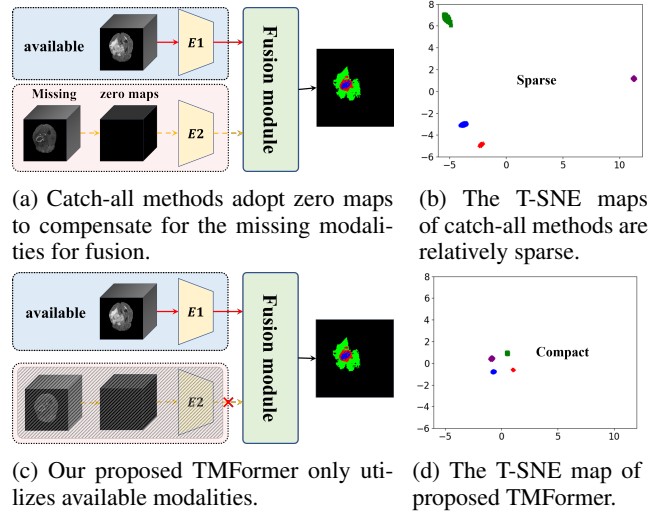 available
E1
Missing
zero maps
E2
Fusion module
(a) Catch-all methods adopt zero maps
to compensate for the missing modali-
ties for fusion.
8
6
4
2
0
−2
−4
−6
−5
0
5
10
Sparse
(b) The T-SNE maps
of catch-all methods are
relatively sparse.
available
E1
E2
Fusion module
(c) Our proposed TMFormer only uti-
lizes available modalities.
8
6
4
2
0
−2
−4
−6
−5
0
5
10
Compact
(d) The T-SNE map of
proposed TMFormer.